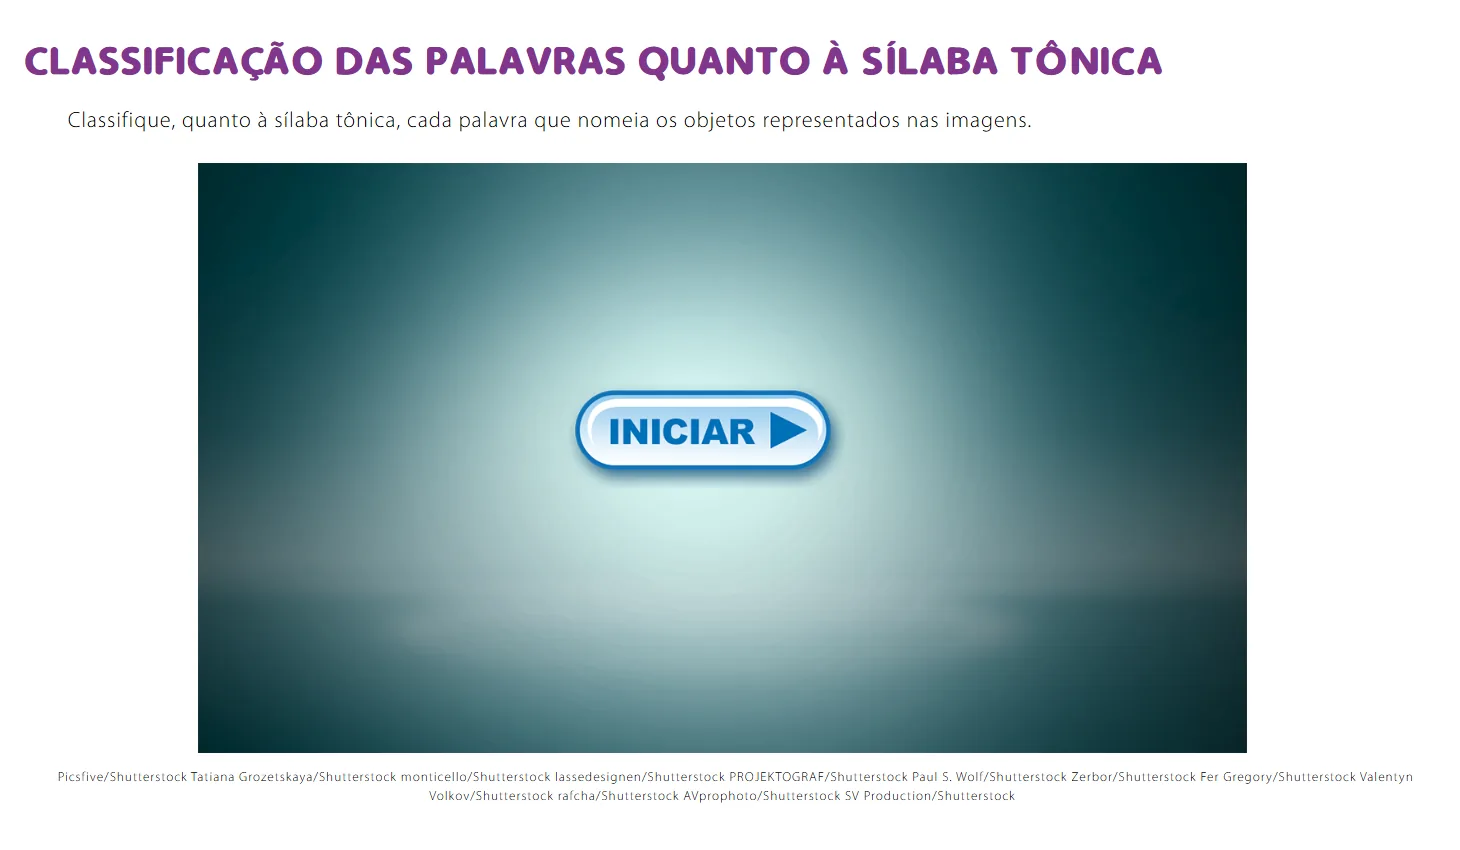 CLASSIFICAÇÃO DAS PALAVRAS QUANTO À SÍLABA TÔNICA
Classifique, quanto à sílaba tônica, cada palavra que nomeia os objetos representados nas imagens.
INICIAR
Picsfive/Shutterstock Tatiana Grozetskaya/Shutterstock monticello/Shutterstock lassedesignen/Shutterstock PROJEKTOGRAF/Shutterstock Paul S. Wolf/Shutterstock Zerbor/Shutterstock Fer Gregory/Shutterstock Valentyn
Volkov/Shutterstock rafcha/Shutterstock AVprophoto/Shutterstock SV Production/Shutterstock